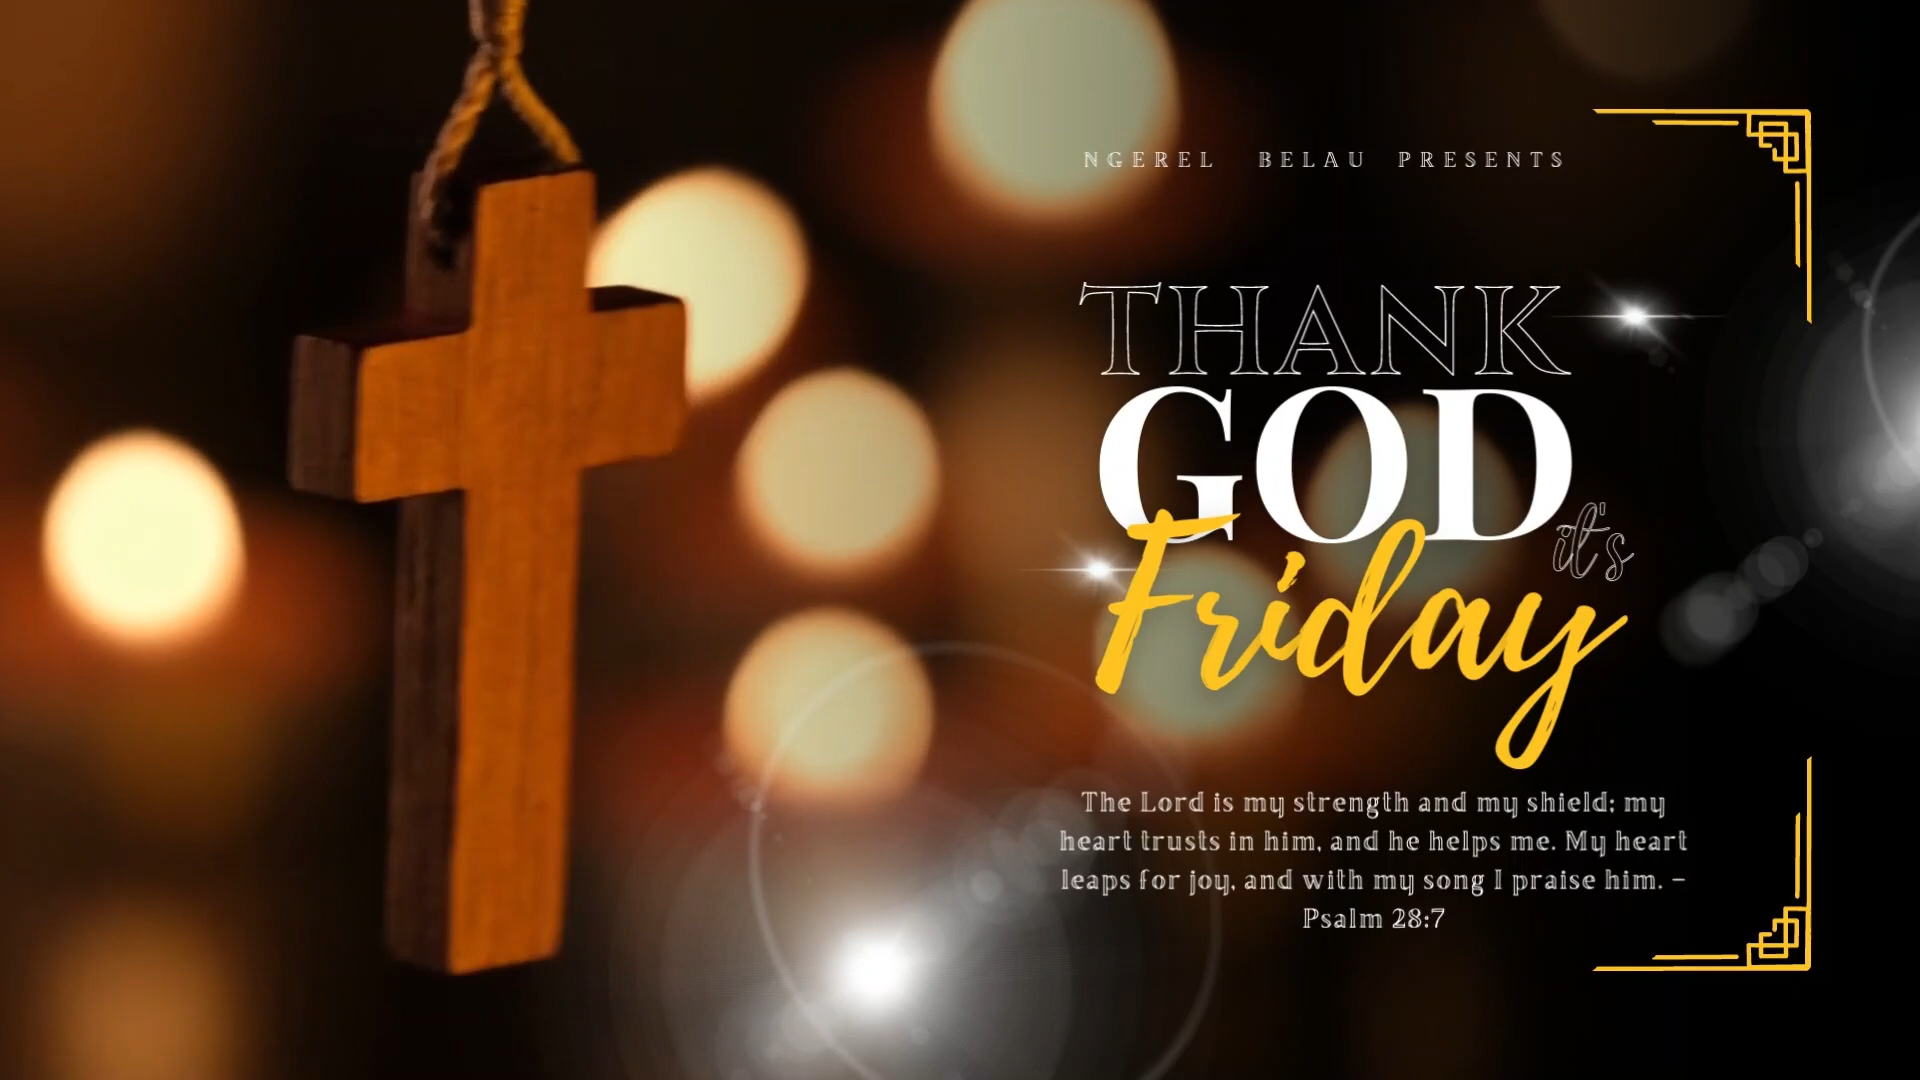 NGEREL BELAU PRESENTS
THANK
GOD
it's
Friday
The Lord is my strength and my shield; my
heart trusts in him, and he helps me. My heart
leaps for joy, and with my song I praise him. –
Psalm 28:7